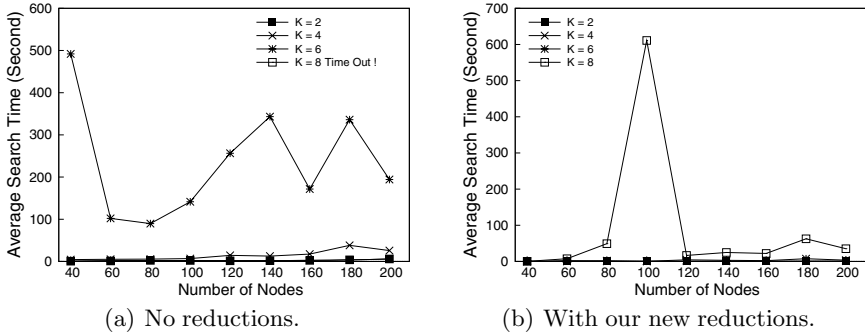 600
500
400
300
200
100
0
40 60 80 100 120 140 160 180 200
Average Search Time (Second)
Number of Nodes
K = 2
K = 4
K = 6
K = 8 Time Out !
(a) No reductions.
700
600
500
400
300
200
100
0
40 60 80 100 120 140 160 180 200
Average Search Time (Second)
Number of Nodes
K = 2
K = 4
K = 6
K = 8
(b) With our new reductions.